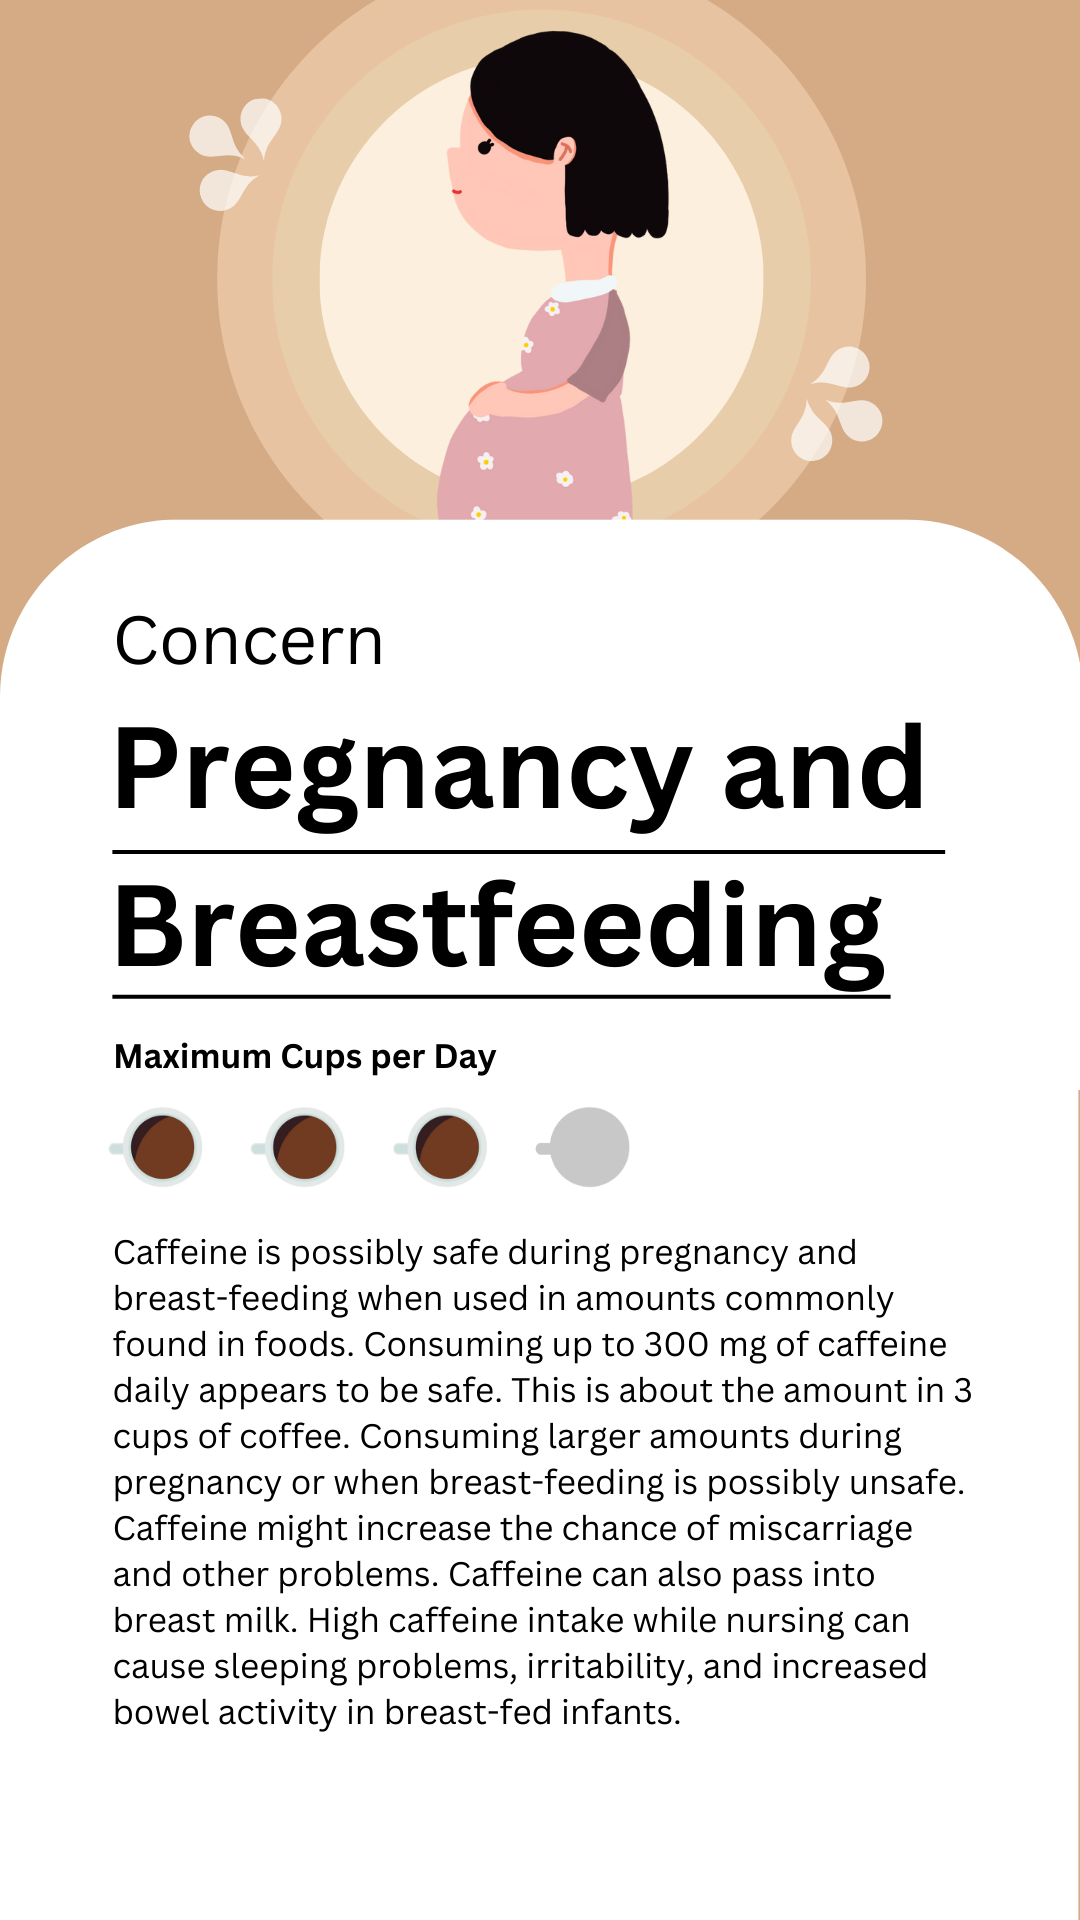 Concern
Pregnancy and
Breastfeeding
Maximum Cups per Day
Caffeine is possibly safe during pregnancy and
breast-feeding when used in amounts commonly
found in foods. Consuming up to 300 mg of caffeine
daily appears to be safe. This is about the amount in 3
cups of coffee. Consuming larger amounts during
pregnancy or when breast-feeding is possibly unsafe.
Caffeine might increase the chance of miscarriage
and other problems. Caffeine can also pass into
breast milk. High caffeine intake while nursing can
cause sleeping problems, irritability, and increased
bowel activity in breast-fed infants.